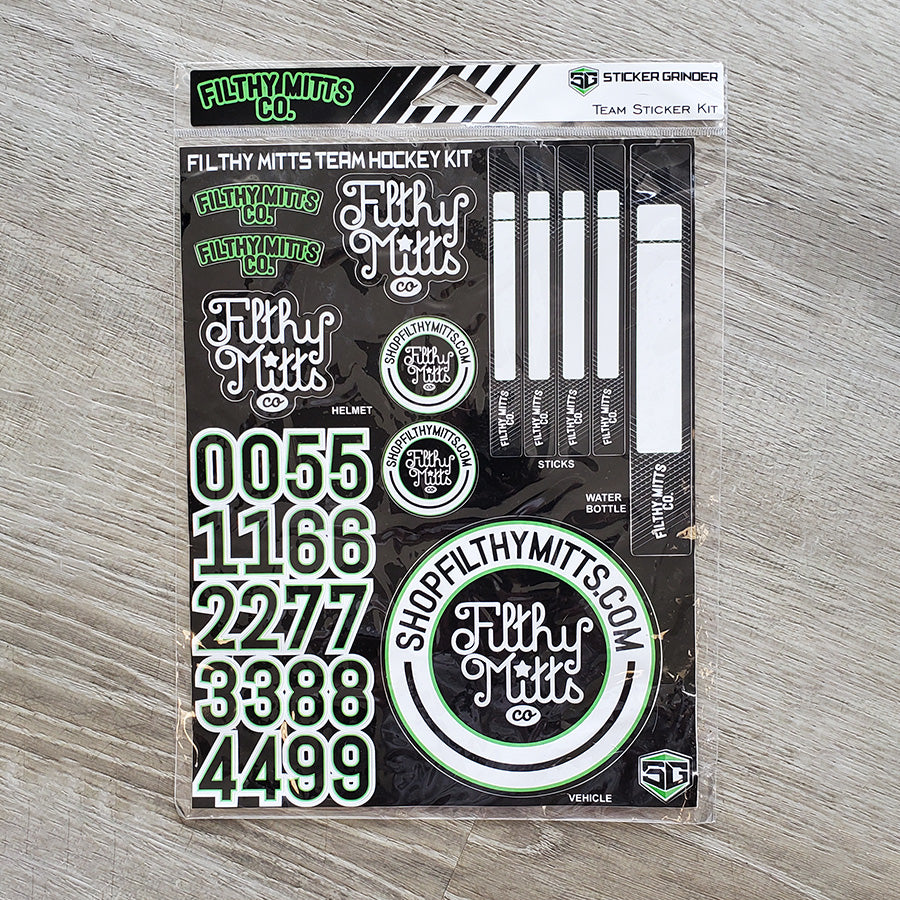 FILTHY MITTS
CO.
SG STICKER GRINDER
TEAM STICKER KIT
FILTHY MITTS TEAM HOCKEY KIT
FILTHY MITTS
CO.
FILTHY MITTS
CO.
Filthy
Mitts
CO
Filthy
Mitts
CO
HELMET
SHOPFILTHYMITTS.COM
Filthy
Mitts
CO
SHOPFILTHYMITTS.COM
Filthy
Mitts
CO
FILTHY MITTS
CO.
FILTHY MITTS
CO.
FILTHY MITTS
CO.
FILTHY MITTS
CO.
STICKS
FILTHY MITTS
CO.
WATER
BOTTLE
0055
1166
2277
3388
4499
SHOPFILTHYMITTS.COM
Filthy
Mitts
CO
VEHICLE
SG